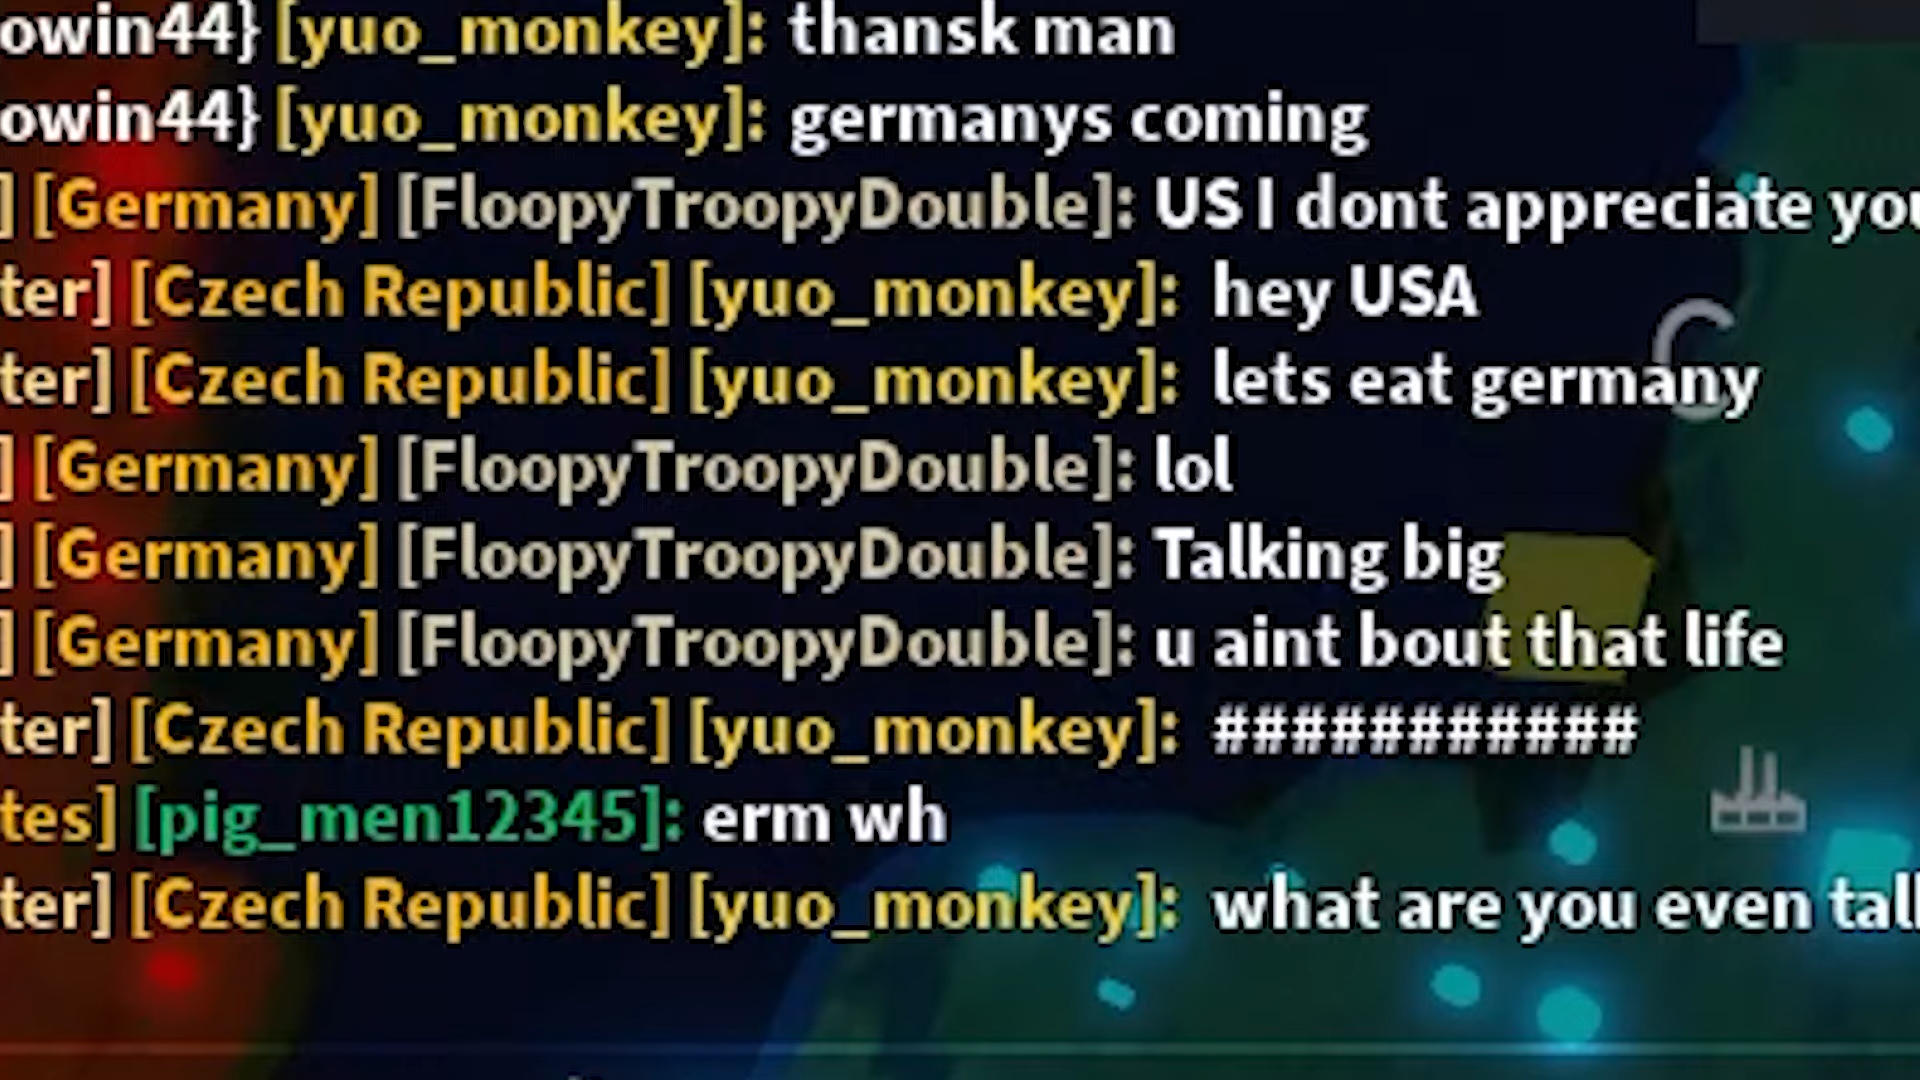 owin44} [yuo_monkey]: thansk man
owin44} [yuo_monkey]: germanys coming
] [Germany] [FloopyTroopyDouble]: US I dont appreciate you
ter] [Czech Republic] [yuo_monkey]: hey USA
ter] [Czech Republic] [yuo_monkey]: lets eat germany
] [Germany] [FloopyTroopyDouble]: lol
] [Germany] [FloopyTroopyDouble]: Talking big
] [Germany] [FloopyTroopyDouble]: u aint bout that life
ter] [Czech Republic] [yuo_monkey]: ###########
tes] [pig_men12345]: erm wh
ter] [Czech Republic] [yuo_monkey]: what are you even tal